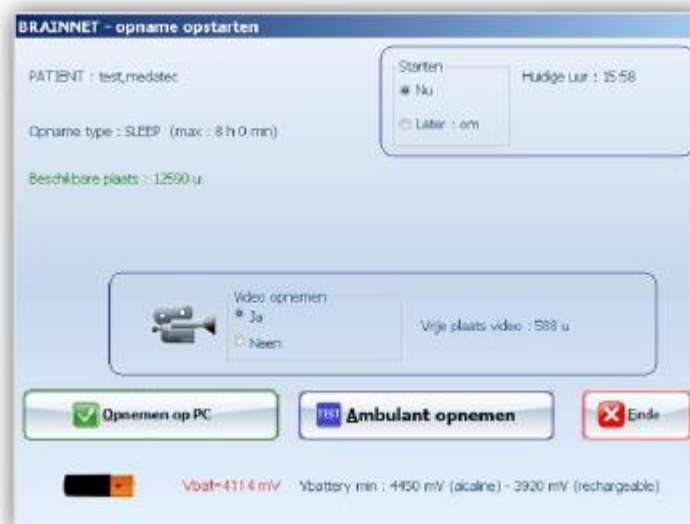 BRAINNET - opname opstarten
PATIENT : test,medatec
Starten
Nu
Huidige uur : 15:58
Later : om
Opname type : SLEEP (max : 8 h 0 min)
Beschikbare plaats : 12590 u
Video opnemen
Ja
Neen
Vrije plaats video : 588 u
Opnemen op PC
TEST
Ambulant opnemen
Einde
Vbat=4114 mV
Vbattery min : 4450 mV (alcaline) - 3920 mV (rechargeable)